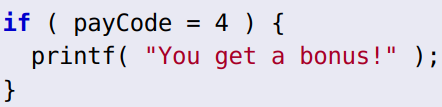 if ( payCode = 4 ) {
  printf( "You get a bonus!" );
}